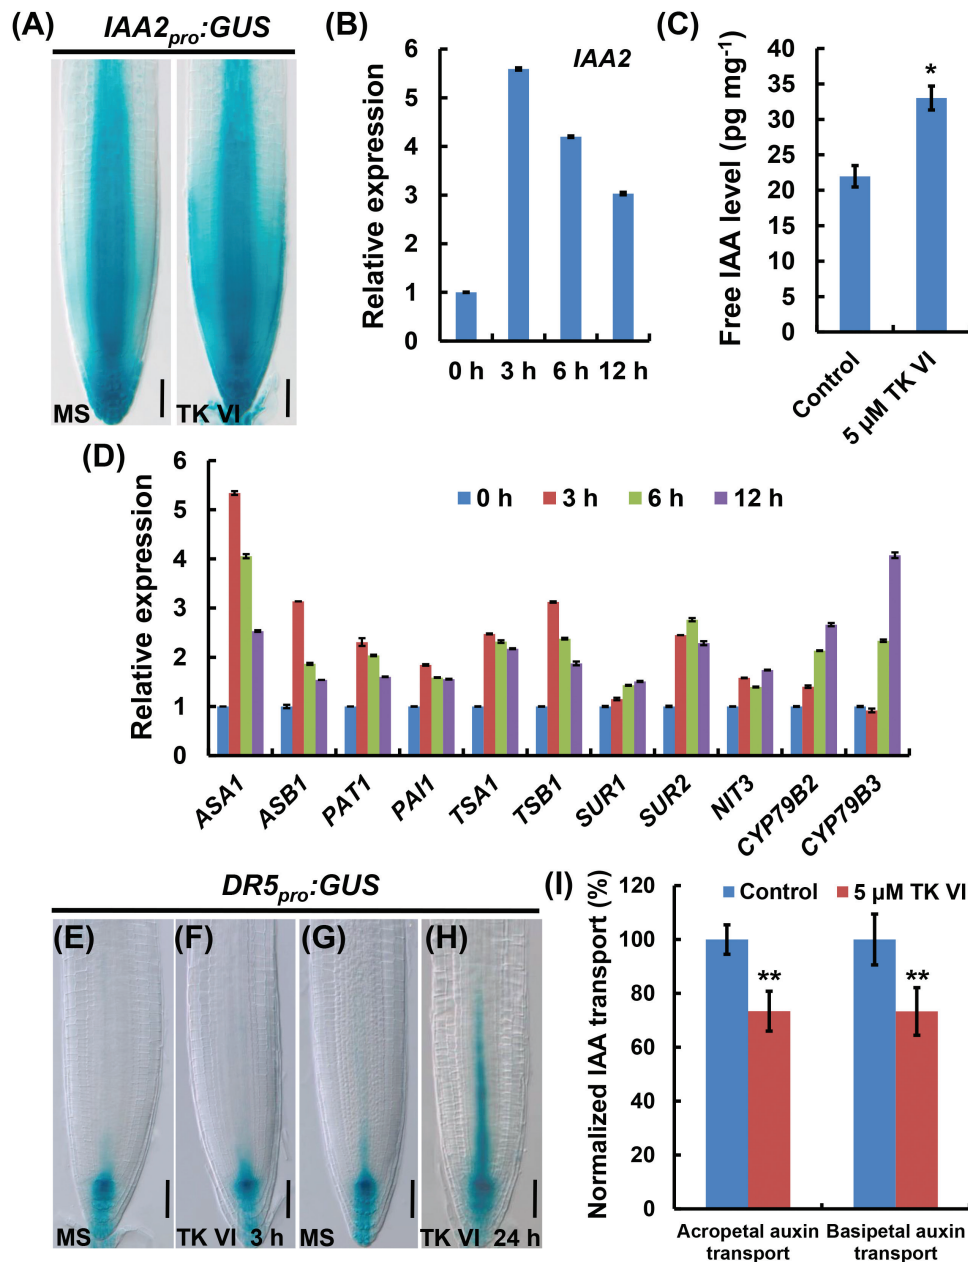 (A)
IAA2pro:GUS
MS
TK VI
(B)
IAA2
Relative expression
6
5
4
3
2
1
0
0 h 3 h 6 h 12 h
(C)
Free IAA level (pg mg-1)
40
35
30
25
20
15
10
5
0
*
Control
5 µM TK VI
(D)
Relative expression
6
5
4
3
2
1
0
0 h 3 h 6 h 12 h
ASA1
ASB1
PAT1
PAI1
TSA1
TSB1
SUR1
SUR2
NIT3
CYP79B2
CYP79B3
DR5pro:GUS
(E)
MS
(F)
TK VI 3 h
(G)
MS
(H)
TK VI 24 h
(I)
Normalized IAA transport (%)
120
100
80
60
40
20
0
Control 5 µM TK VI
**
**
Acropetal auxin transport
Basipetal auxin transport